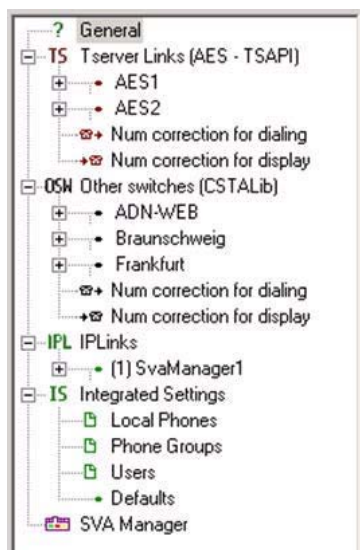 ? General
TS Tserver Links (AES - TSAPI)
AES1
AES2
Num correction for dialing
Num correction for display
OSW Other switches (CSTALib)
ADN-WEB
Braunschweig
Frankfurt
Num correction for dialing
Num correction for display
IPL IPLinks
(1) SvaManager1
IS Integrated Settings
Local Phones
Phone Groups
Users
Defaults
SVA Manager